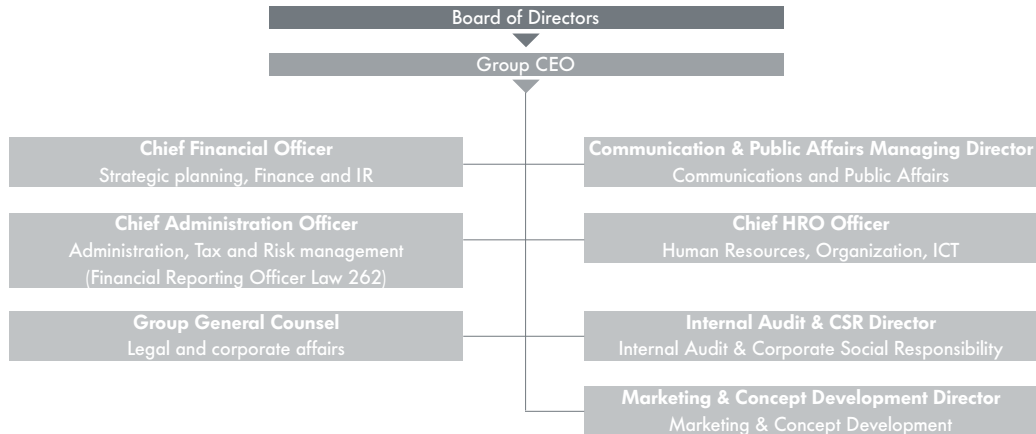 Board of Directors
Group CEO
Chief Financial Officer
Strategic planning, Finance and IR
Communication & Public Affairs Managing Director
Communications and Public Affairs
Chief Administration Officer
Administration, Tax and Risk management
(Financial Reporting Officer Law 262)
Chief HRO Officer
Human Resources, Organization, ICT
Group General Counsel
Legal and corporate affairs
Internal Audit & CSR Director
Internal Audit & Corporate Social Responsibility
Marketing & Concept Development Director
Marketing & Concept Development